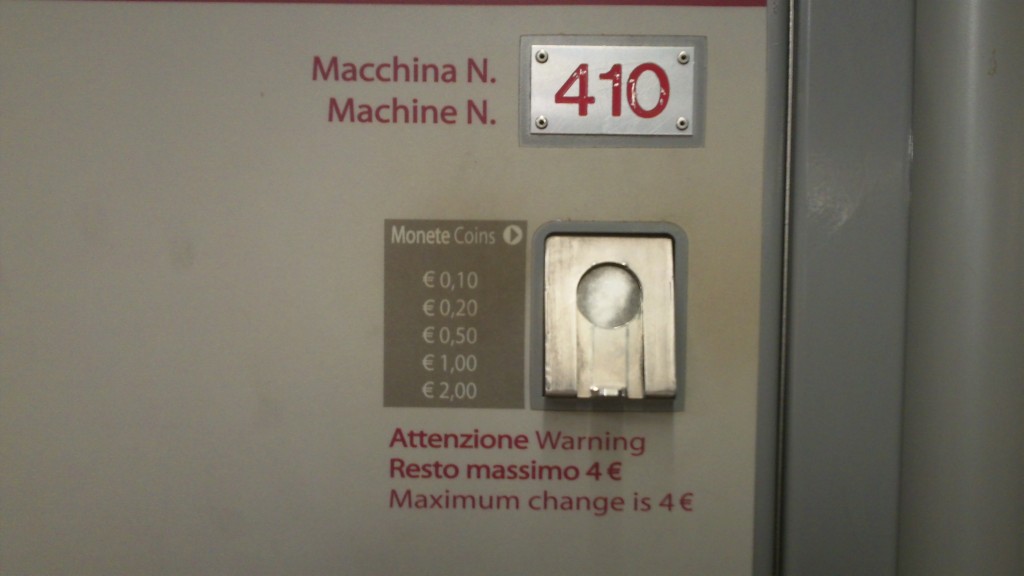 Macchina N.
Machine N.
410
Monete Coins
€ 0,10
€ 0,20
€ 0,50
€ 1,00
€ 2,00
Attenzione Warning
Resto massimo 4 €
Maximum change is 4 €